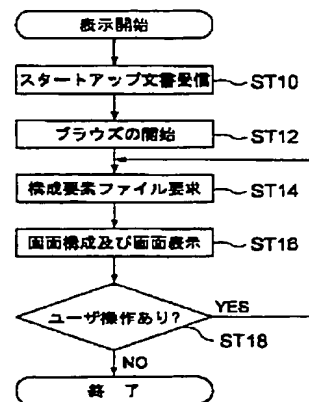 表示開始
スタートアップ文書受信
ST10
ブラウズの開始
ST12
構成要素ファイル要求
ST14
画面構成及び画面表示
ST16
ユーザ操作あり?
YES
ST18
NO
終了